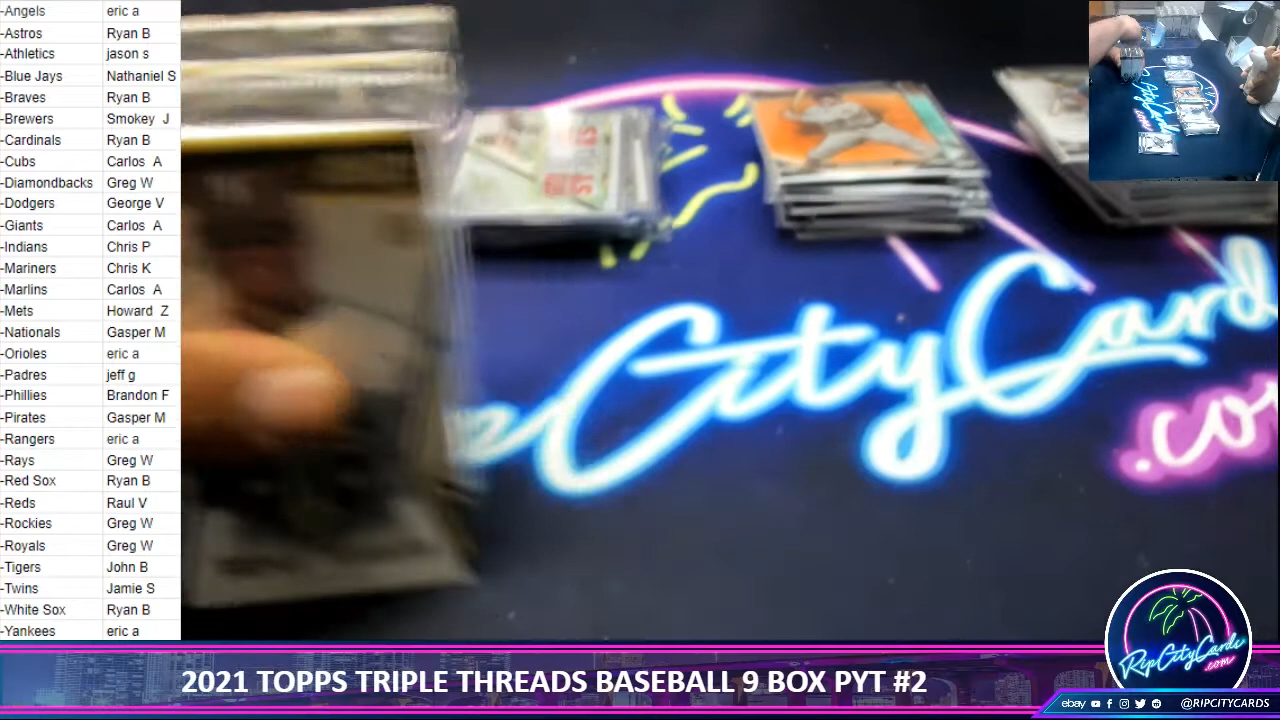 -Angels eric a
-Astros Ryan B
-Athletics jason s
-Blue Jays Nathaniel S
-Braves Ryan B
-Brewers Smokey J
-Cardinals Ryan B
-Cubs Carlos A
-Diamondbacks Greg W
-Dodgers George V
-Giants Carlos A
-Indians Chris P
-Mariners Chris K
-Marlins Carlos A
-Mets Howard Z
-Nationals Gasper M
-Orioles eric a
-Padres jeff g
-Phillies Brandon F
-Pirates Gasper M
-Rangers eric a
-Rays Greg W
-Red Sox Ryan B
-Reds Raul V
-Rockies Greg W
-Royals Greg W
-Tigers John B
-Twins Jamie S
-White Sox Ryan B
-Yankees eric a
CityCard
.co
RipCityCards
.com
2021 TOPPS TRIPLE THREADS BASEBALL 9 BOX PYT #2
ebay @RIPCITYCARDS